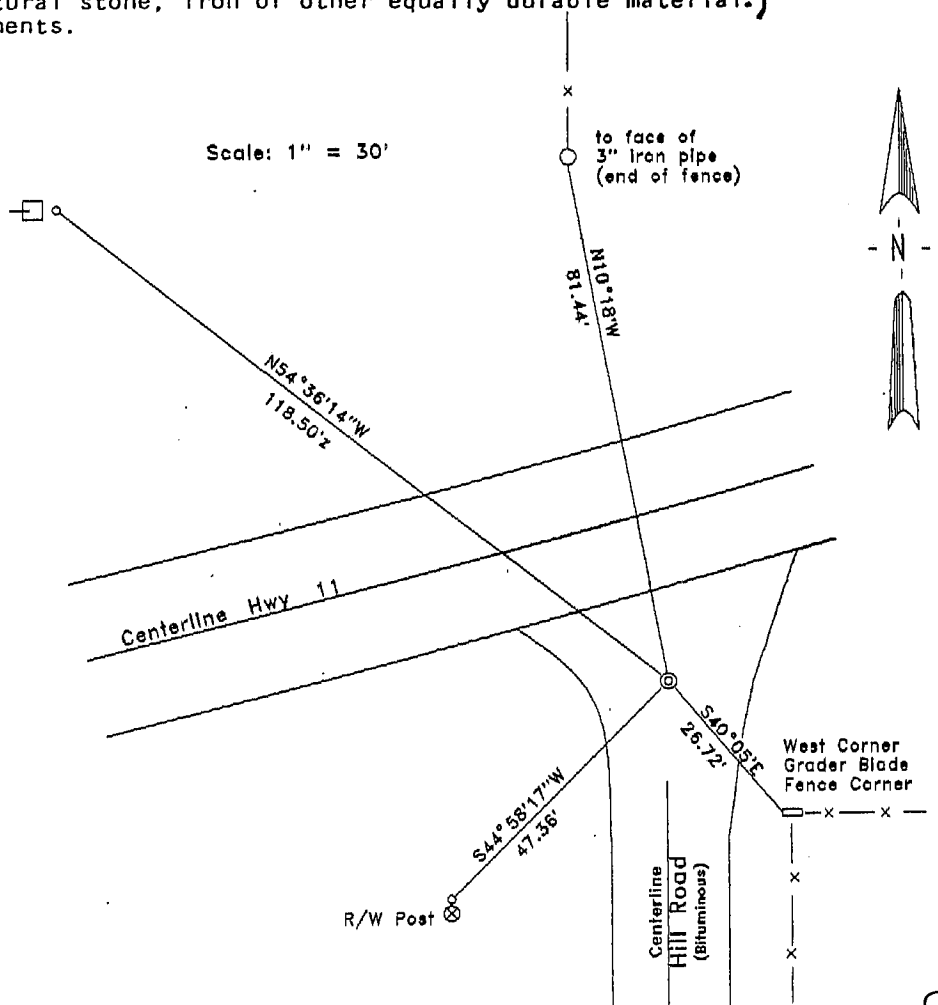 tural stone, iron or other equally durable material.)
ments.
Scale: 1" = 30'
to face of
3" iron pipe
(end of fence)
N
N10°18'W
81.44'
N54°36'14"W
118.50'z
Centerline Hwy 11
S40°05'E
26.72'
West Corner
Grader Blade
Fence Corner
S44°58'17"W
47.36'
R/W Post
Centerline
Hill Road
(Bituminous)